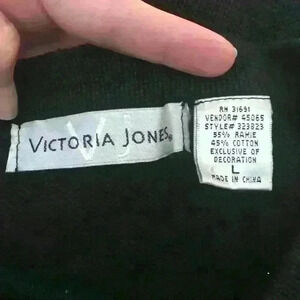 VICTORIA JONES®
RN 31691
VENDOR# 45065
STYLE# 323823
55% RAMIE
45% COTTON
EXCLUSIVE OF
DECORATION
L
MADE IN CHINA